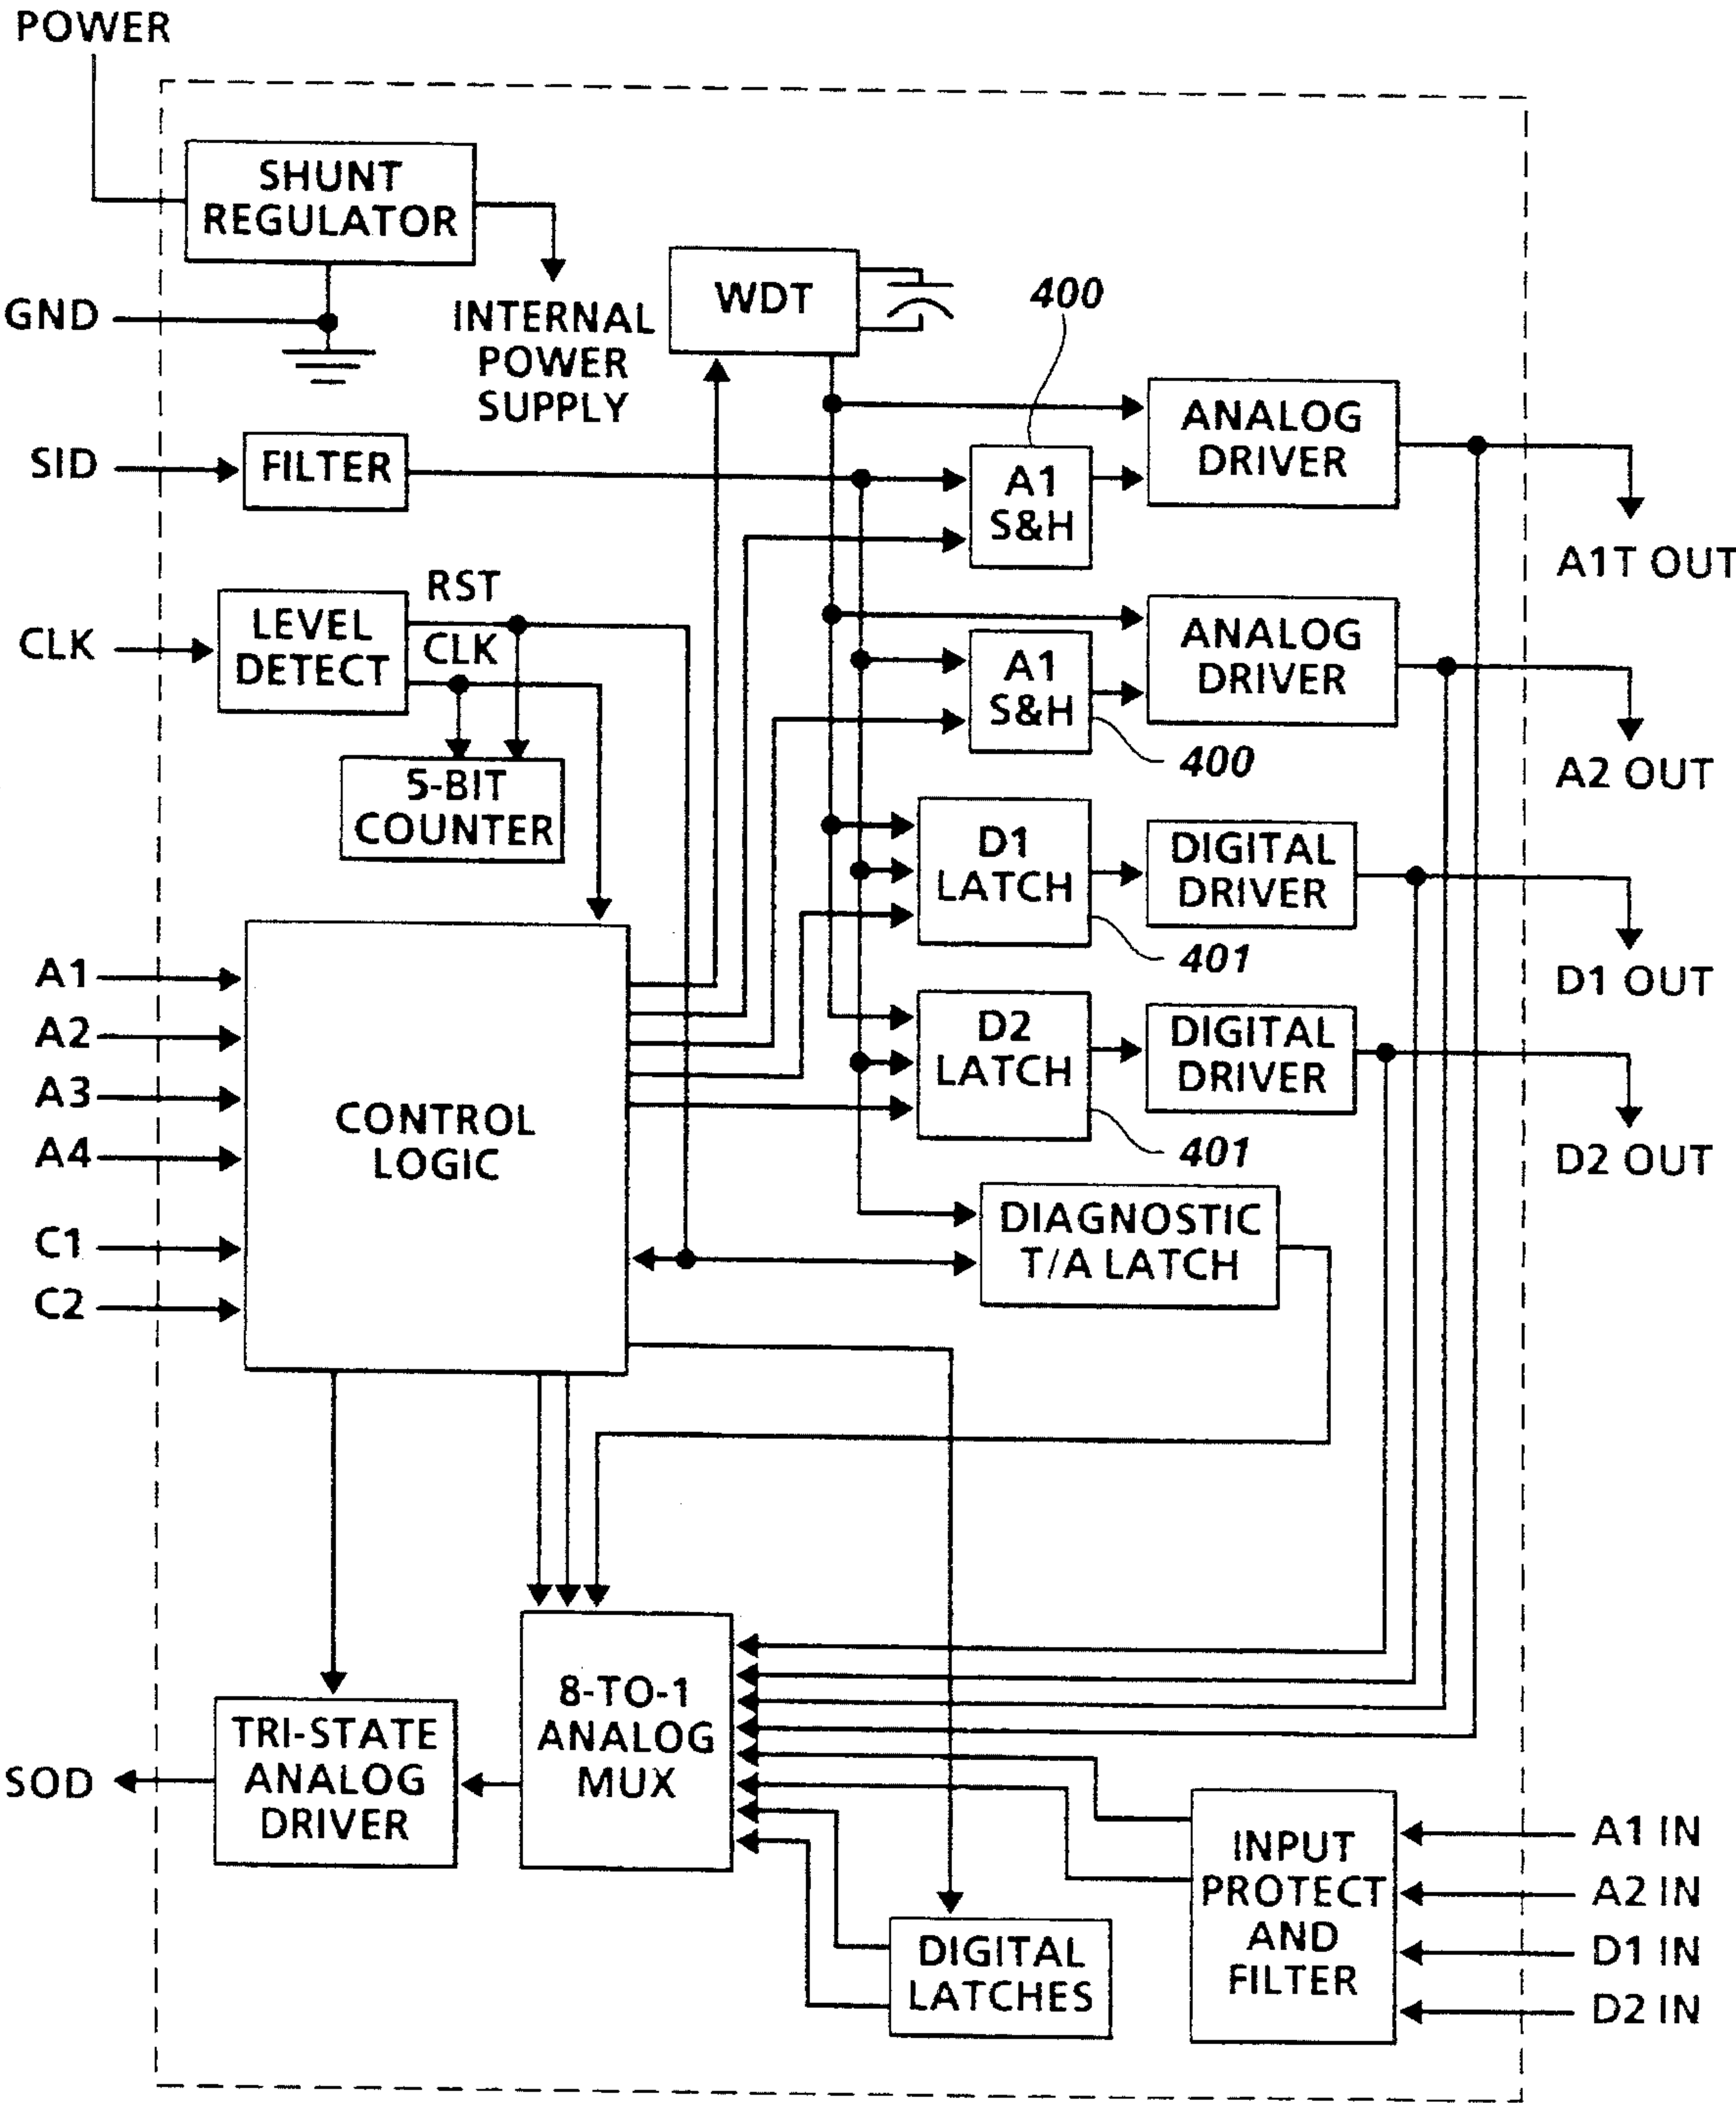 POWER
SHUNT
REGULATOR
WDT
400
GND
INTERNAL
POWER
SUPPLY
ANALOG
DRIVER
SID
FILTER
A1
S&H
A1T OUT
RST
CLK
LEVEL
DETECT
CLK
ANALOG
DRIVER
A1
S&H
400
A2 OUT
5-BIT
COUNTER
D1
LATCH
DIGITAL
DRIVER
401
D1 OUT
A1
A2
A3
A4
C1
C2
CONTROL
LOGIC
D2
LATCH
DIGITAL
DRIVER
401
D2 OUT
DIAGNOSTIC
T/A LATCH
8-TO-1
ANALOG
MUX
TRI-STATE
ANALOG
DRIVER
SOD
INPUT
PROTECT
AND
FILTER
A1 IN
A2 IN
D1 IN
D2 IN
DIGITAL
LATCHES